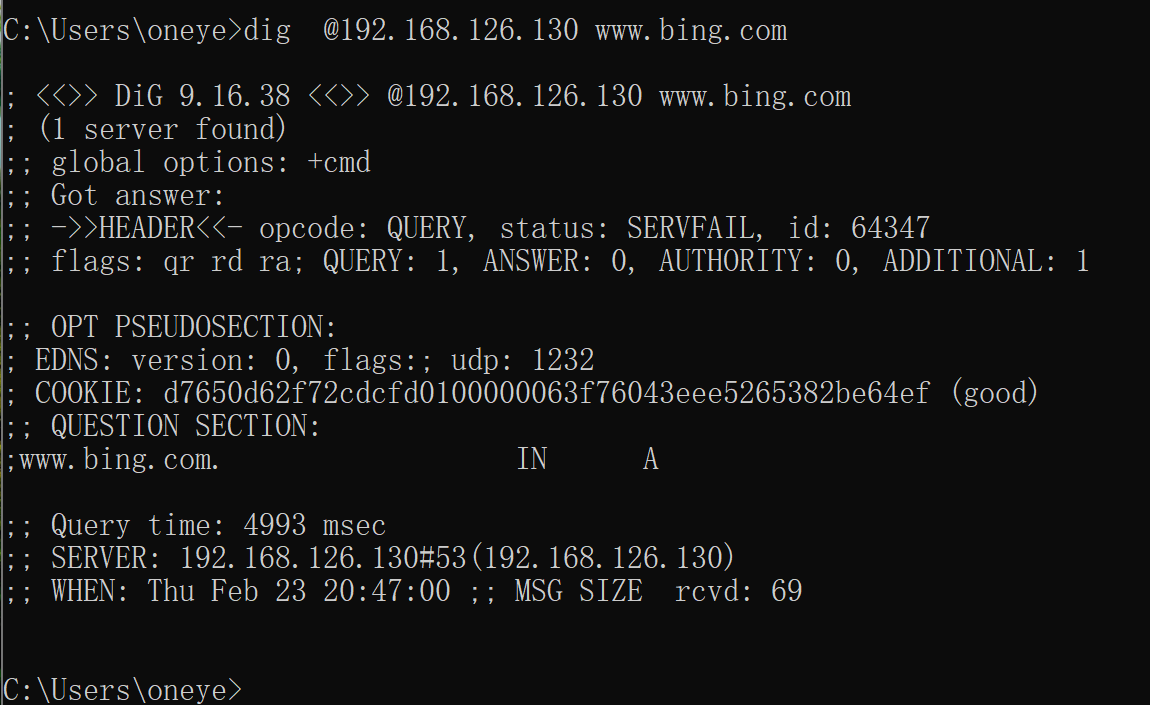 C:\Users\oneye>dig  @192.168.126.130 www.bing.com
; <<>> DiG 9.16.38 <<>> @192.168.126.130 www.bing.com
; (1 server found)
;; global options: +cmd
;; Got answer:
;; ->>HEADER<<- opcode: QUERY, status: SERVFAIL, id: 64347
;; flags: qr rd ra; QUERY: 1, ANSWER: 0, AUTHORITY: 0, ADDITIONAL: 1
;; OPT PSEUDOSECTION:
; EDNS: version: 0, flags:; udp: 1232
; COOKIE: d7650d62f72cdcfd0100000063f76043eee5265382be64ef (good)
;; QUESTION SECTION:
;www.bing.com.                   IN      A
;; Query time: 4993 msec
;; SERVER: 192.168.126.130#53(192.168.126.130)
;; WHEN: Thu Feb 23 20:47:00 ;; MSG SIZE  rcvd: 69
C:\Users\oneye>